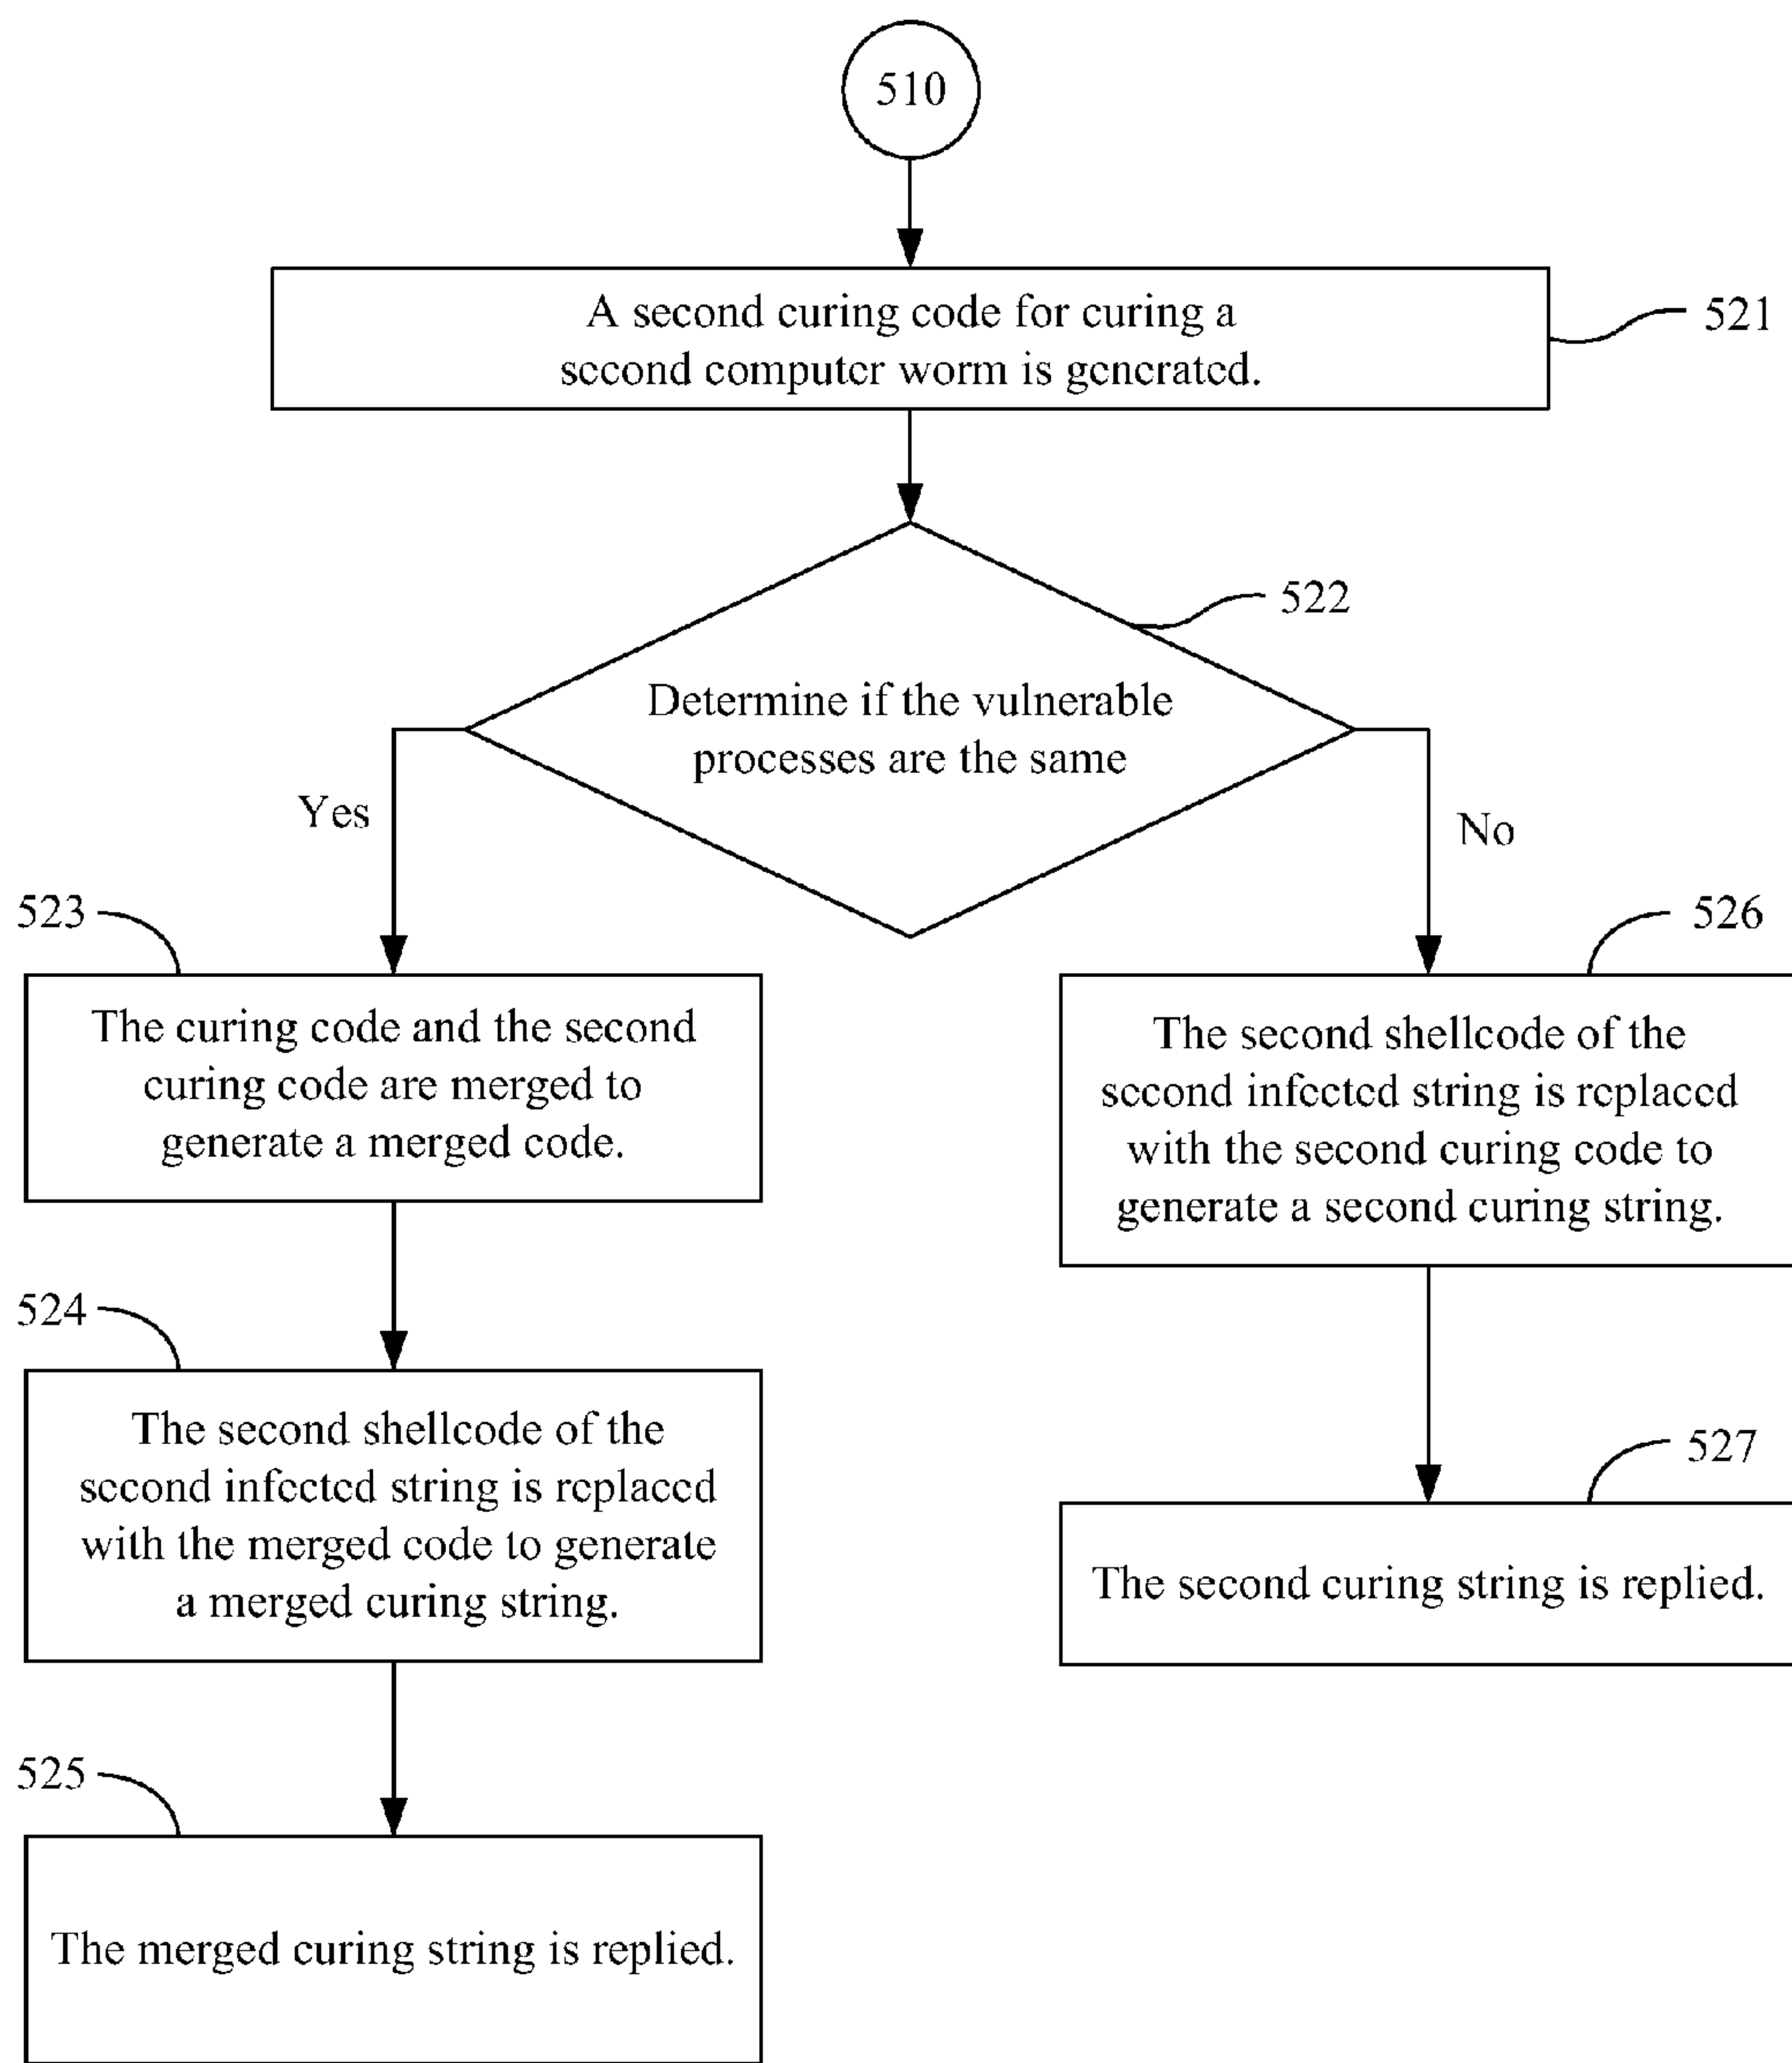 510
A second curing code for curing a
second computer worm is generated.
521
522
Determine if the vulnerable
processes are the same
Yes
No
523
The curing code and the second
curing code are merged to
generate a merged code.
526
The second shellcode of the
second infected string is replaced
with the second curing code to
generate a second curing string.
524
The second shellcode of the
second infected string is replaced
with the merged code to generate
a merged curing string.
527
The second curing string is replied.
525
The merged curing string is replied.